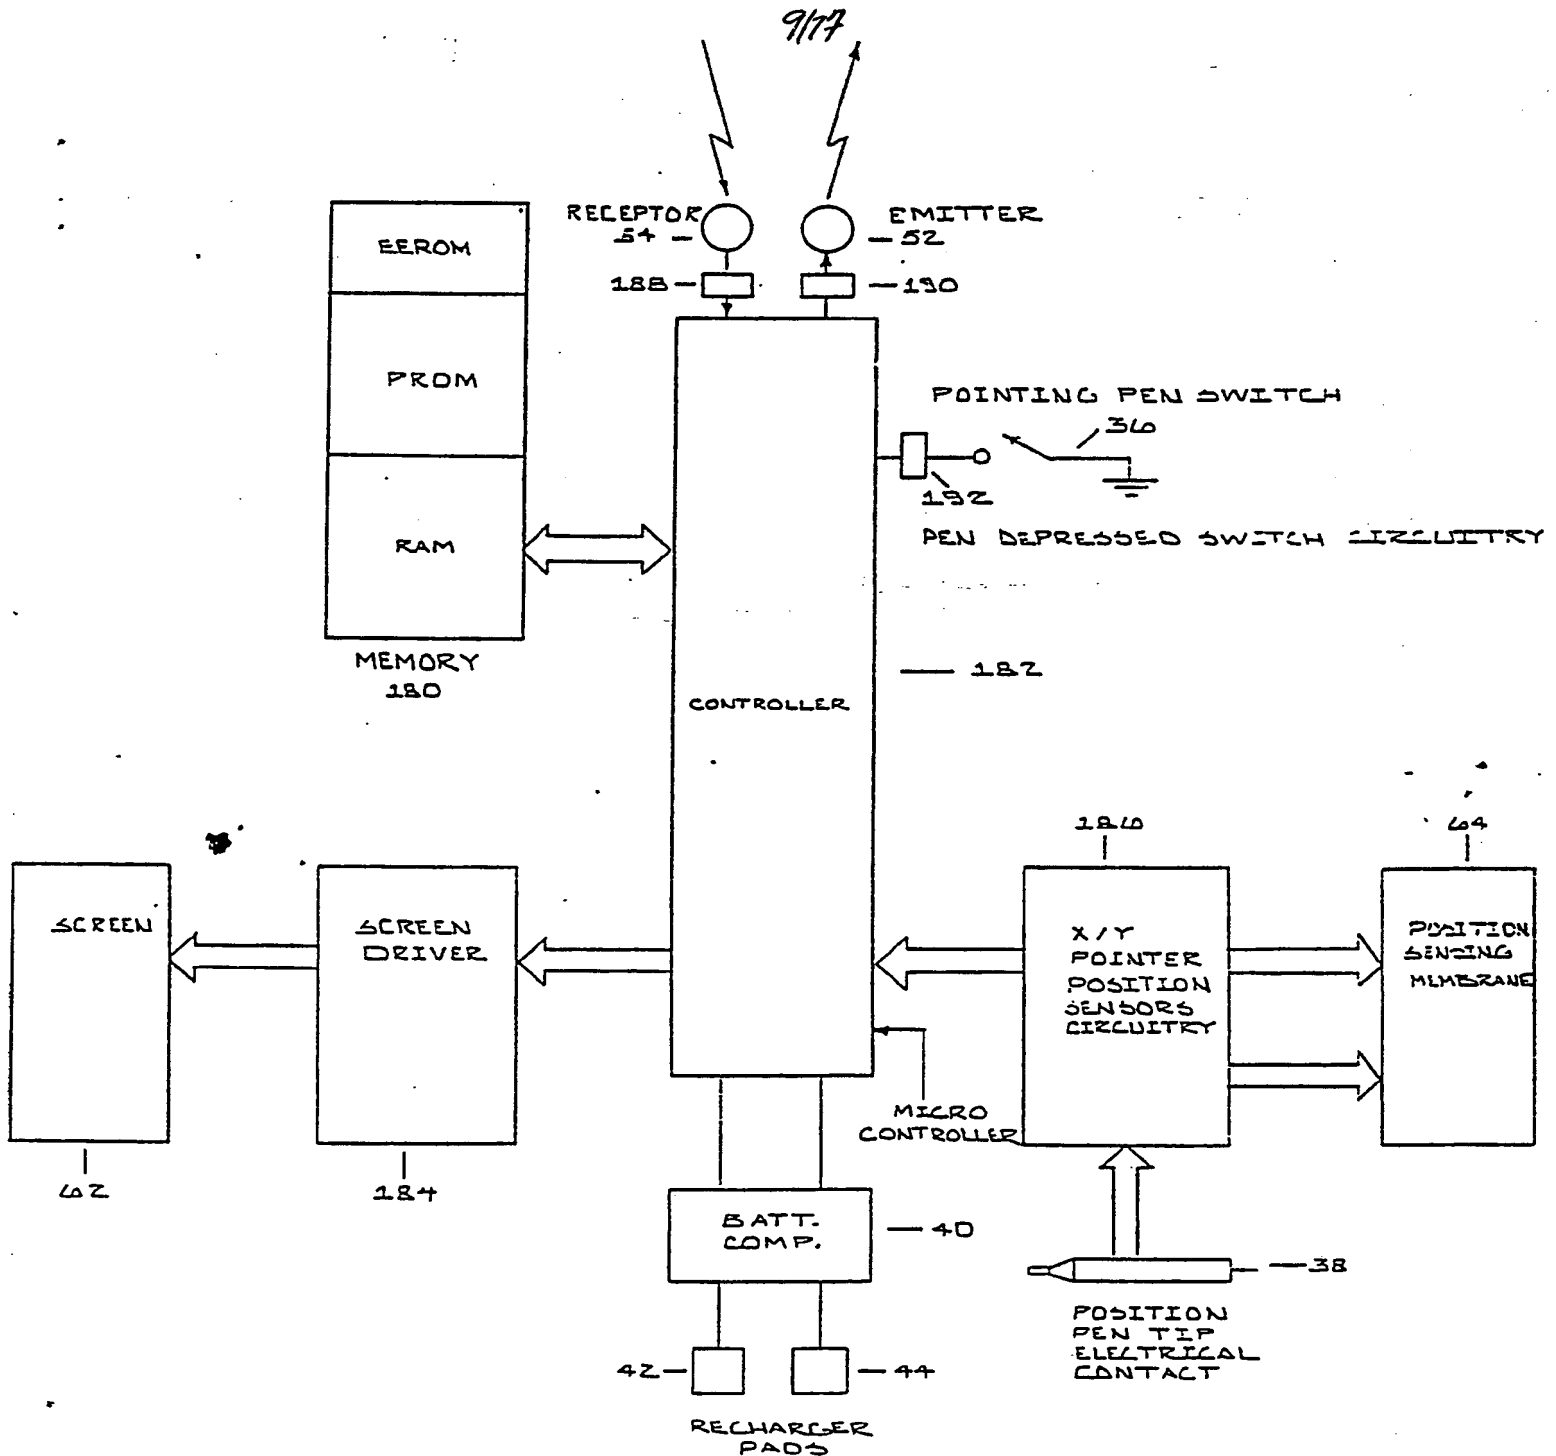 9/17
RECEPTOR
54
EMITTER
52
188
190
EEROM
PROM
RAM
MEMORY
180
POINTING PEN SWITCH
36
192
PEN DEPRESSED SWITCH CIRCUITRY
182
CONTROLLER
SCREEN
62
SCREEN
DRIVER
184
186
X/Y
POINTER
POSITION
SENSORS
CIRCUITRY
64
POSITION
SENSING
MEMBRANE
MICRO
CONTROLLER
BATT.
COMP.
40
38
POSITION
PEN TIP
ELECTRICAL
CONTACT
42
44
RECHARGER
PADS